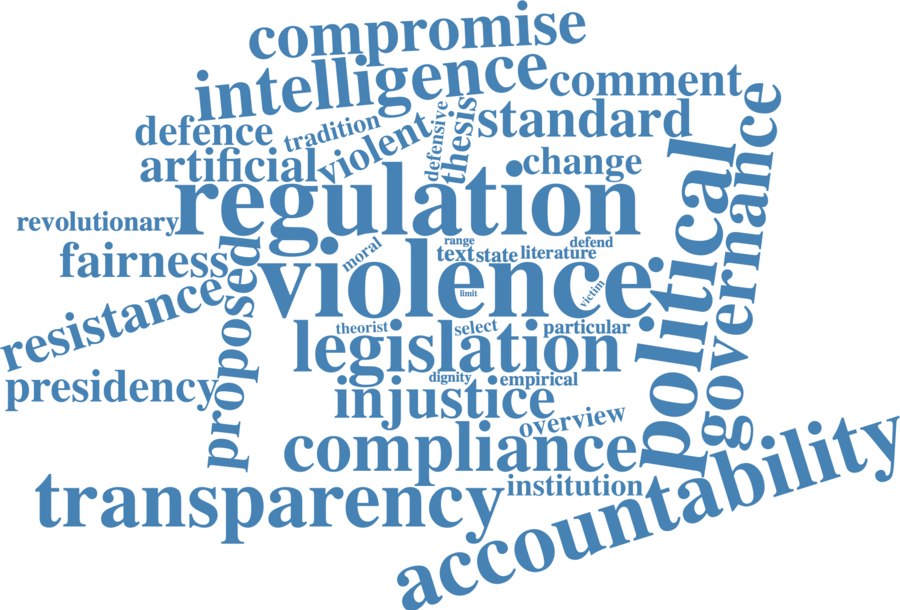 compromise
intelligence
comment
defence
tradition
violent
defensive
thesis
standard
artificial
change
regulation
political
governance
revolutionary
fairness
proposed
moral
range
text
state
literature
defend
violence
limit
victim
resistance
theorist
select
particular
legislation
presidency
dignity
empirical
injustice
overview
compliance
transparency
institution
accountability